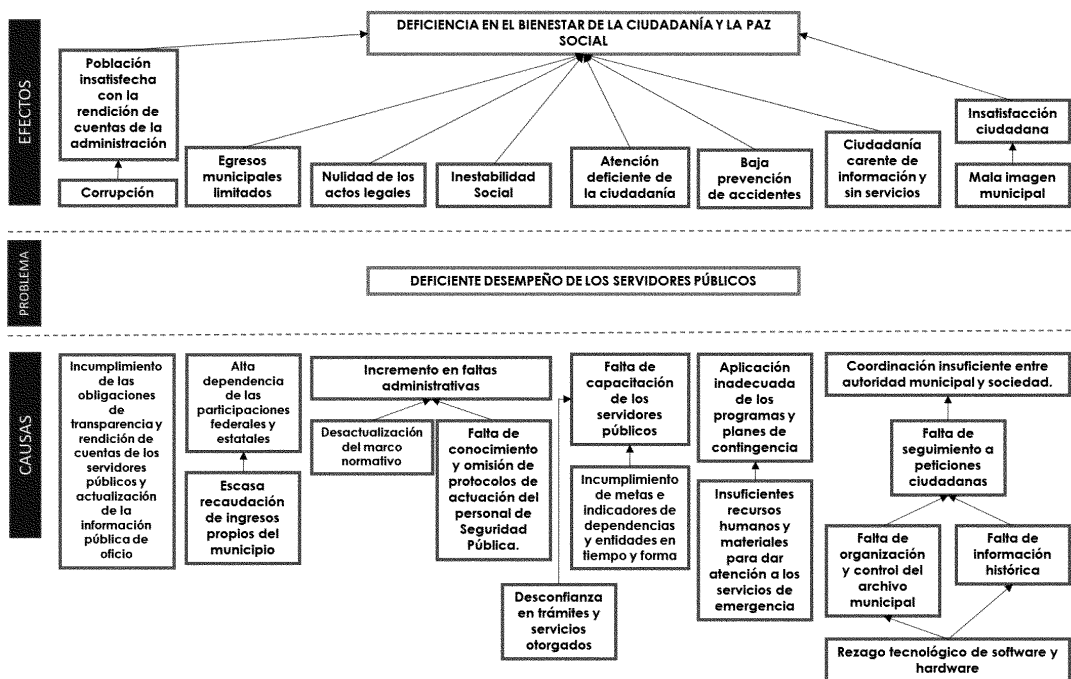 EFECTOS
DEFICIENCIA EN EL BIENESTAR DE LA CIUDADANÍA Y LA PAZ
SOCIAL
Población
insatisfecha
con la
rendición de
cuentas de la
administración
Corrupción
Egresos
municipales
limitados
Nulidad de los
actos legales
Inestabilidad
Social
Atención
deficiente de
la ciudadanía
Baja
prevención
de accidentes
Ciudadanía
carente de
información y
sin servicios
Insatisfacción
ciudadana
Mala imagen
municipal
PROBLEMA
DEFICIENTE DESEMPEÑO DE LOS SERVIDORES PÚBLICOS
CAUSAS
Incumplimiento
de las
obligaciones
de
transparencia y
rendición de
cuentas de los
servidores
públicos y
actualización
de la
información
pública de
oficio
Alta
dependencia
de las
participaciones
federales y
estatales
Escasa
recaudación
de ingresos
propios del
municipio
Incremento en faltas
administrativas
Desactualización
del marco
normativo
Falta de
conocimiento
y omisión de
protocolos de
actuación del
personal de
Seguridad
Pública.
Falta de
capacitación
de los
servidores
públicos
Incumplimiento
de metas e
indicadores de
dependencias
y entidades en
tiempo y forma
Desconfianza
en trámites y
servicios
otorgados
Aplicación
inadecuada
de los
programas y
planes de
contingencia
Insuficientes
recursos
humanos y
materiales
para dar
atención a los
servicios de
emergencia
Coordinación insuficiente entre
autoridad municipal y sociedad.
Falta de
seguimiento a
peticiones
ciudadanas
Falta de
organización
y control del
archivo
municipal
Falta de
información
histórica
Rezago tecnológico de software y
hardware